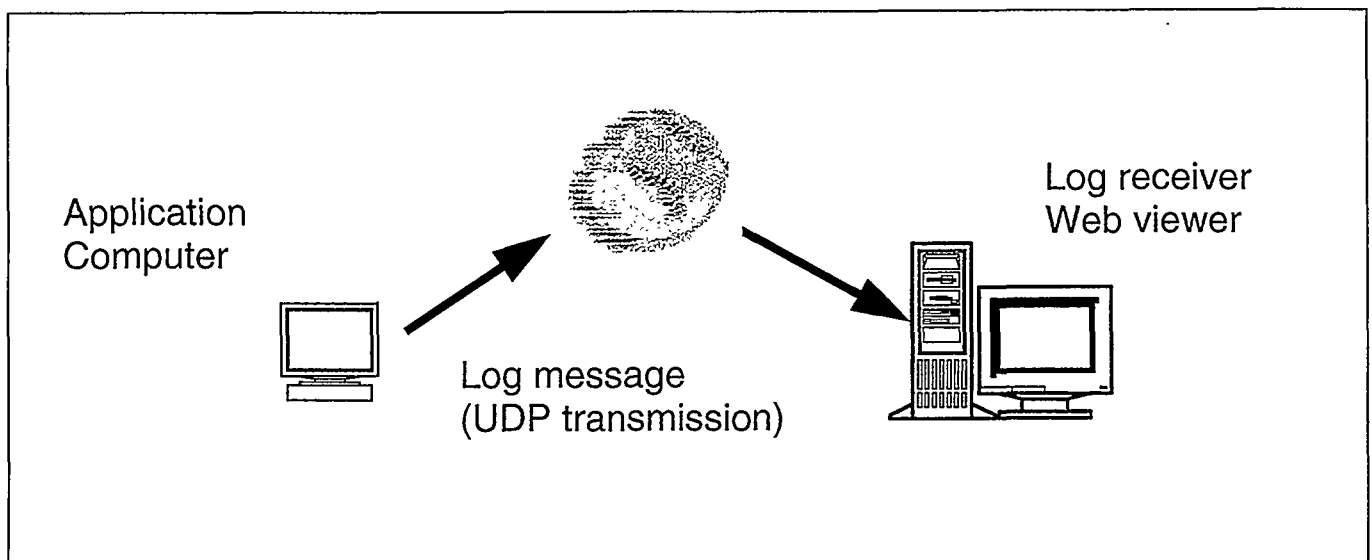 Application
Computer
Log message
(UDP transmission)
Log receiver
Web viewer